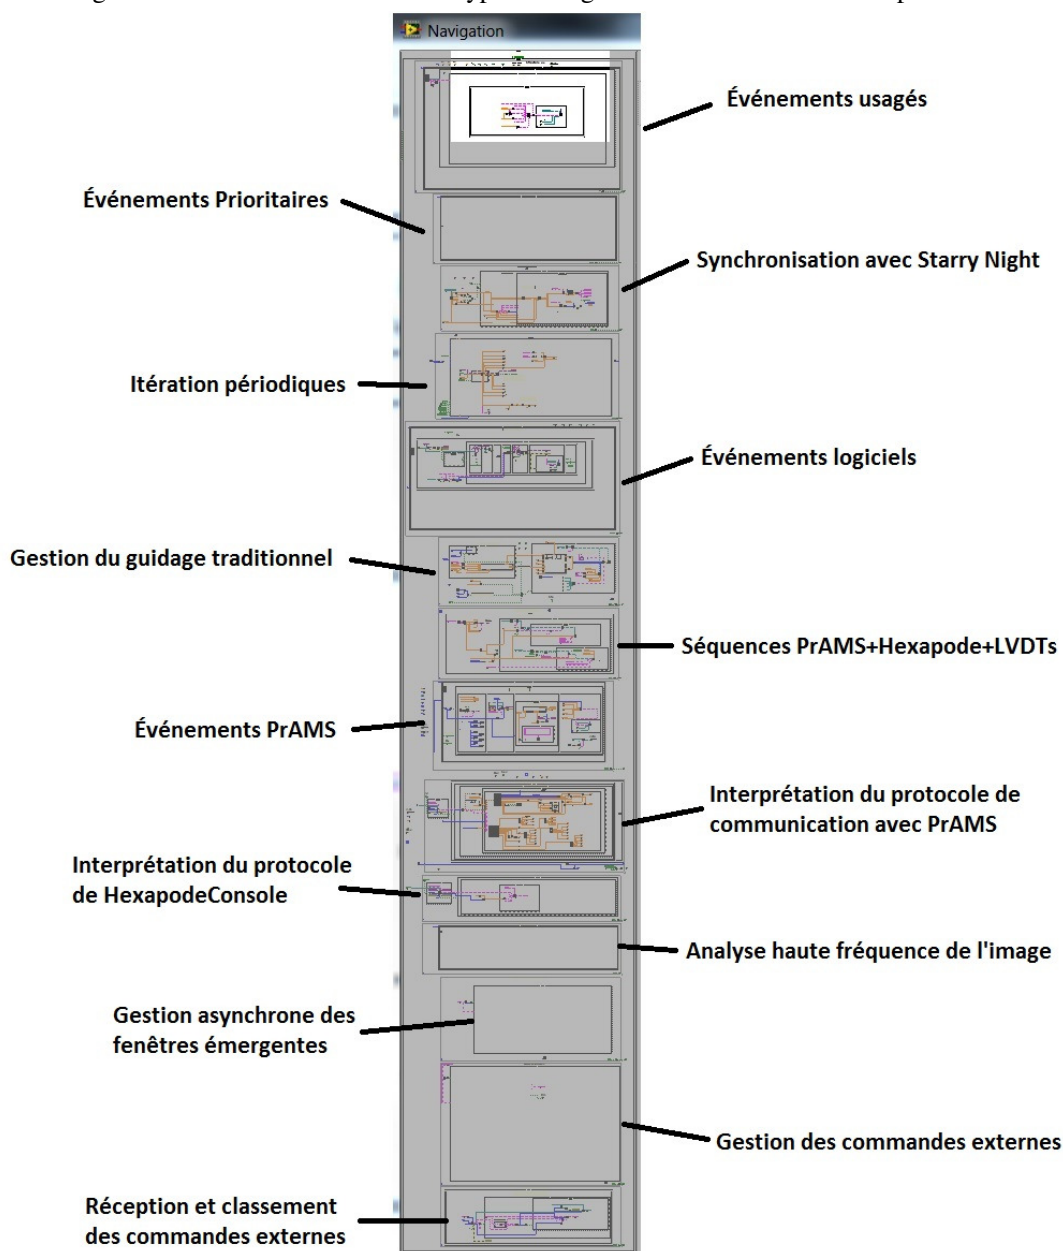 Navigation
Événements usagés
Événements Prioritaires
Synchronisation avec Starry Night
Itération périodiques
Événements logiciels
Gestion du guidage traditionnel
Séquences PrAMS+Hexapode+LVDTs
Événements PrAMS
Interprétation du protocole de
communication avec PrAMS
Interprétation du protocole
de HexapodeConsole
Analyse haute fréquence de l'image
Gestion asynchrone des
fenêtres émergentes
Gestion des commandes externes
Réception et classement
des commandes externes